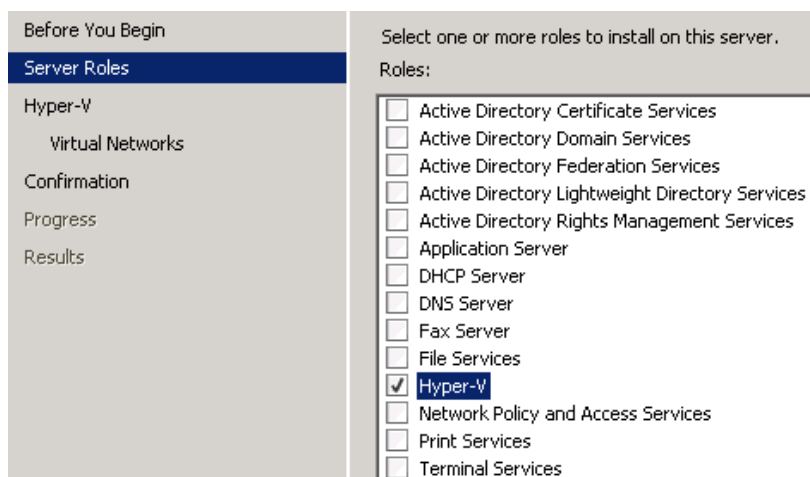 Before You Begin
Server Roles
Hyper-V
Virtual Networks
Confirmation
Progress
Results
Select one or more roles to install on this server.
Roles:
Active Directory Certificate Services
Active Directory Domain Services
Active Directory Federation Services
Active Directory Lightweight Directory Services
Active Directory Rights Management Services
Application Server
DHCP Server
DNS Server
Fax Server
File Services
Hyper-V
Network Policy and Access Services
Print Services
Terminal Services